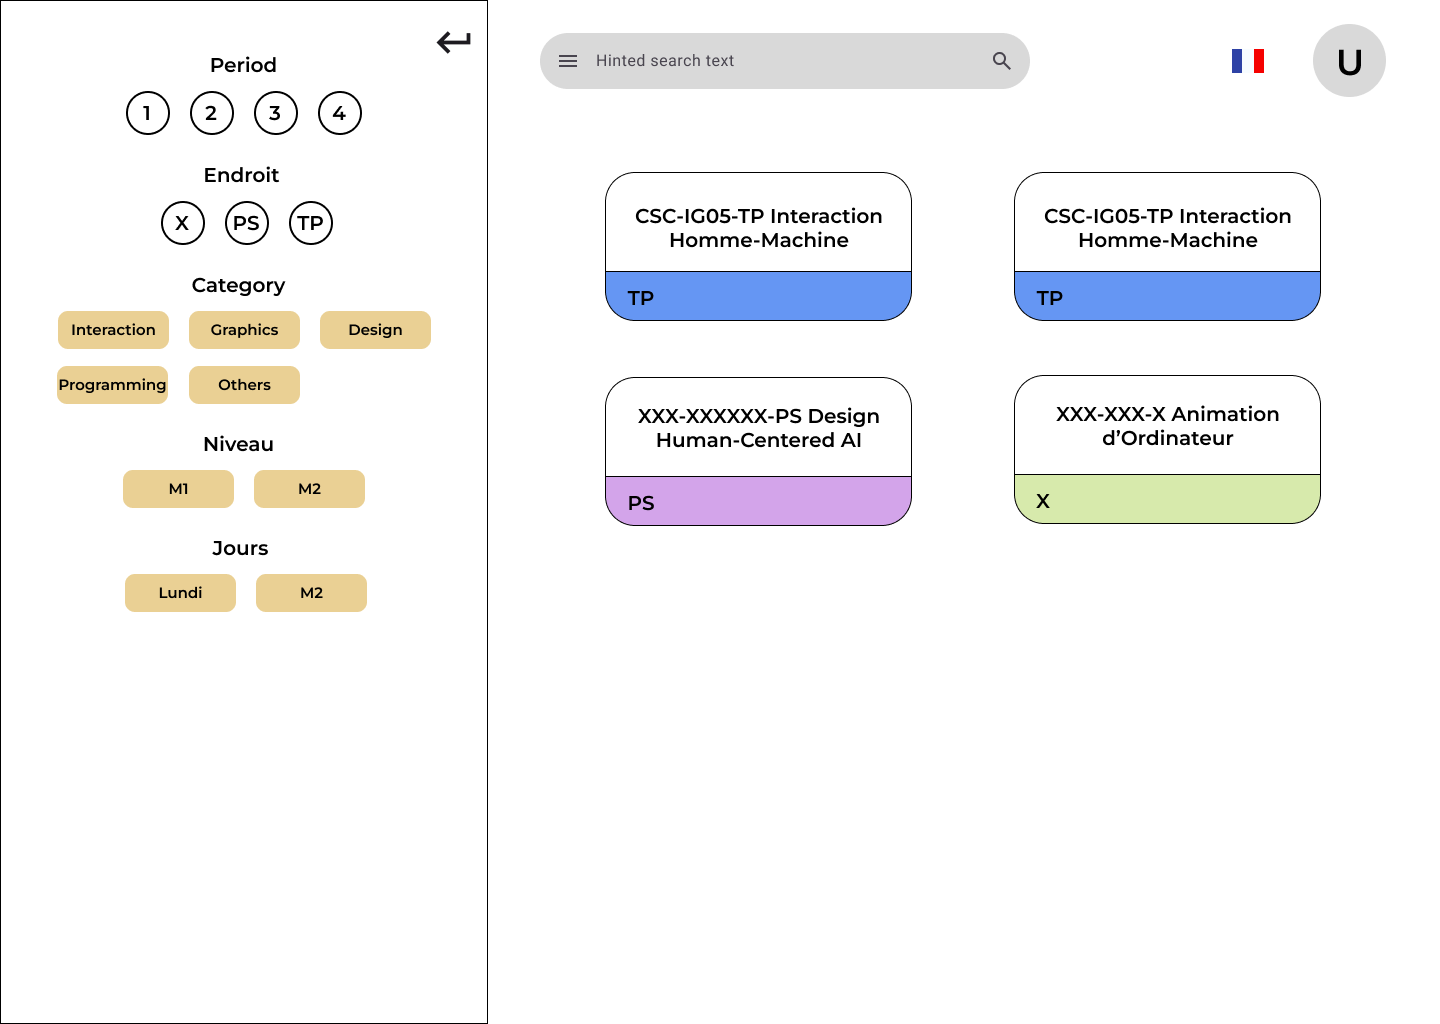 Period
1 2 3 4
Endroit
X PS TP
Category
Interaction Graphics Design
Programming Others
Niveau
M1 M2
Jours
Lundi M2
Hinted search text
U
CSC-IG05-TP Interaction
Homme-Machine
TP
CSC-IG05-TP Interaction
Homme-Machine
TP
XXX-XXXXXX-PS Design
Human-Centered AI
PS
XXX-XXX-X Animation
d’Ordinateur
X